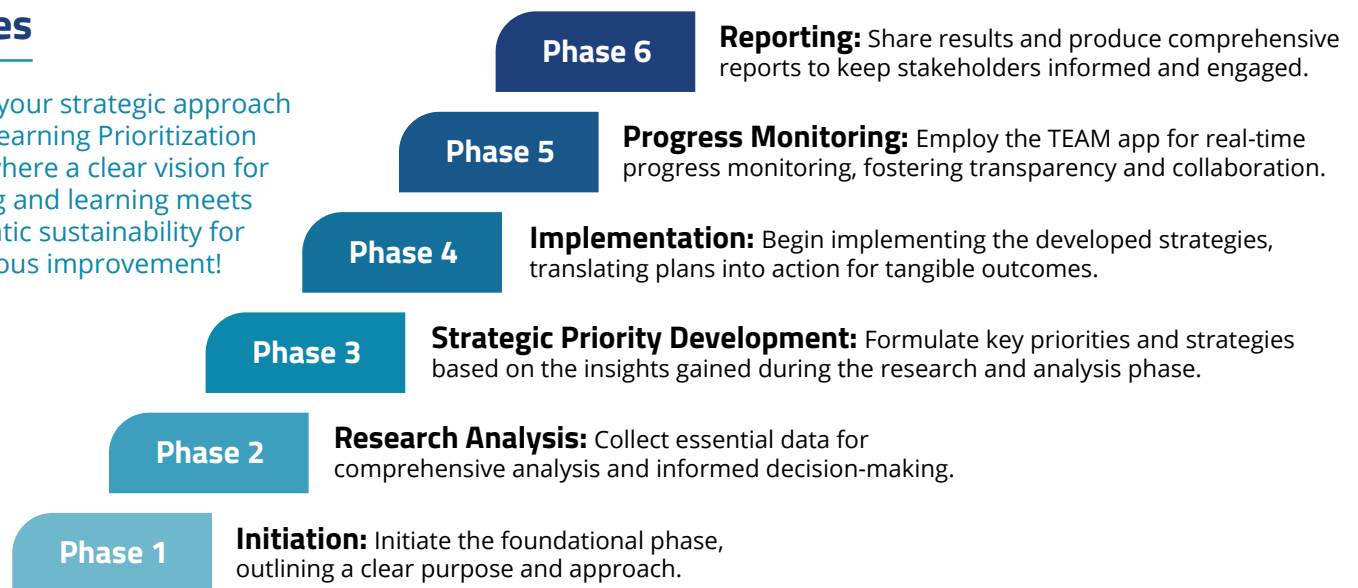 es
your strategic approach
earning Prioritization
here a clear vision for
g and learning meets
tic sustainability for
ous improvement!
Phase 6
Reporting: Share results and produce comprehensive
reports to keep stakeholders informed and engaged.
Phase 5
Progress Monitoring: Employ the TEAM app for real-time
progress monitoring, fostering transparency and collaboration.
Phase 4
Implementation: Begin implementing the developed strategies,
translating plans into action for tangible outcomes.
Phase 3
Strategic Priority Development: Formulate key priorities and strategies
based on the insights gained during the research and analysis phase.
Phase 2
Research Analysis: Collect essential data for
comprehensive analysis and informed decision-making.
Phase 1
Initiation: Initiate the foundational phase,
outlining a clear purpose and approach.